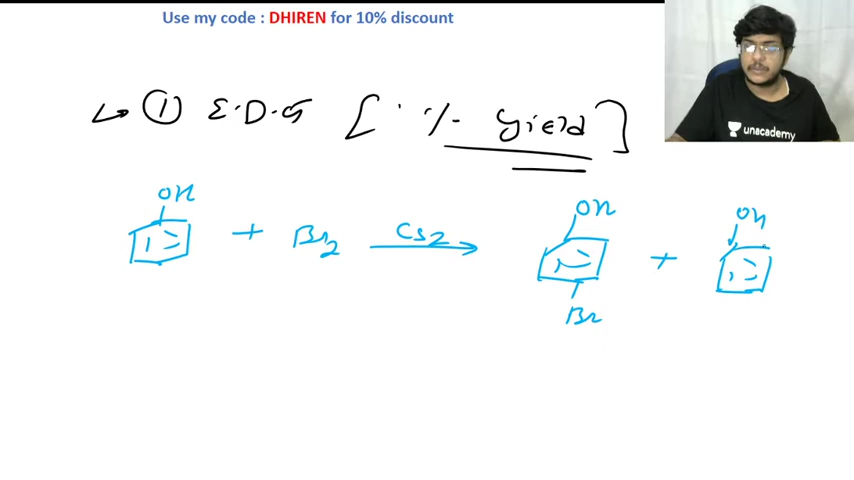 Use my code : DHIREN for 10% discount
unacademy
→ ① E.D.G [ % yield ]
OH OH OH
+ Br2 CS2 → +
Br